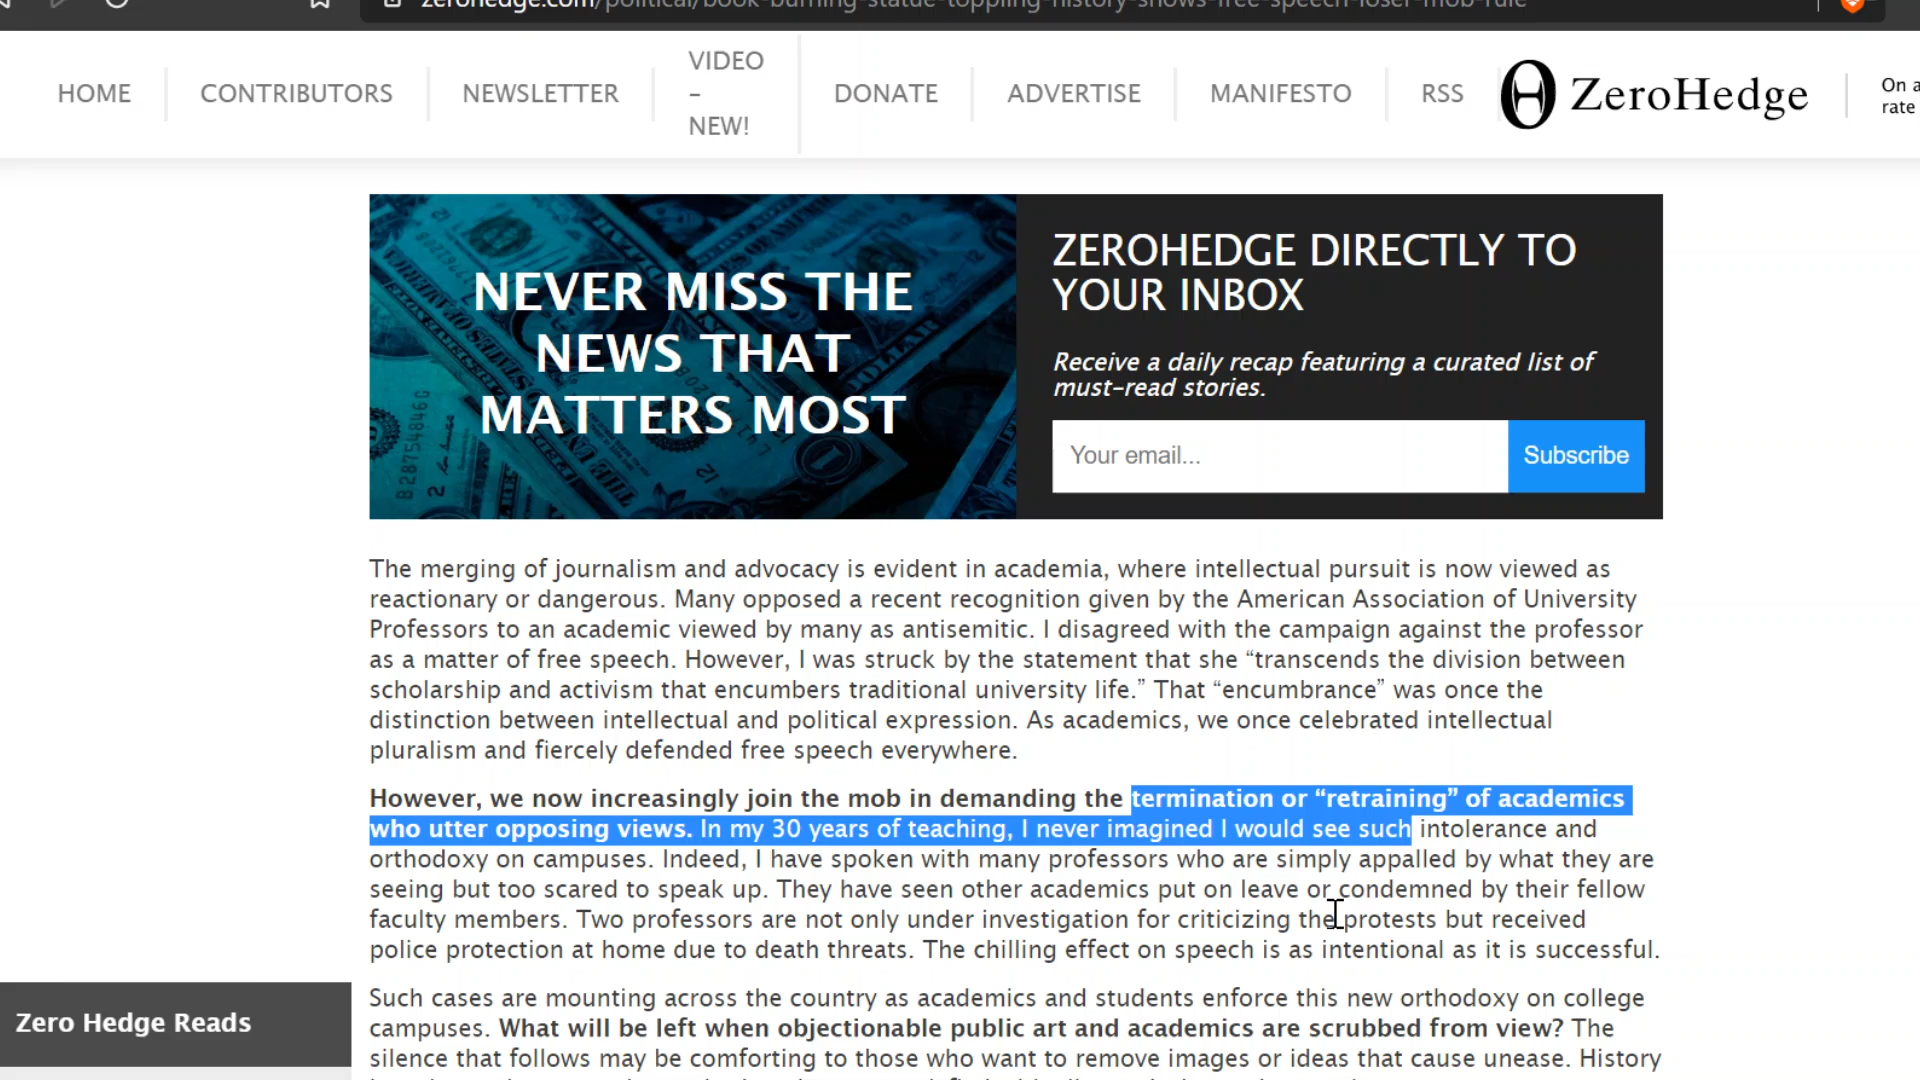 zerohedge.com/political/book-burning-statue-toppling-history-shows-free-speech-loser-mob-rule
HOME
CONTRIBUTORS
NEWSLETTER
VIDEO
–
NEW!
DONATE
ADVERTISE
MANIFESTO
RSS
ZeroHedge
On a
rate
NEVER MISS THE
NEWS THAT
MATTERS MOST
B28754846G
ZEROHEDGE DIRECTLY TO
YOUR INBOX
Receive a daily recap featuring a curated list of
must-read stories.
Your email...
Subscribe
The merging of journalism and advocacy is evident in academia, where intellectual pursuit is now viewed as
reactionary or dangerous. Many opposed a recent recognition given by the American Association of University
Professors to an academic viewed by many as antisemitic. I disagreed with the campaign against the professor
as a matter of free speech. However, I was struck by the statement that she “transcends the division between
scholarship and activism that encumbers traditional university life.” That “encumbrance” was once the
distinction between intellectual and political expression. As academics, we once celebrated intellectual
pluralism and fiercely defended free speech everywhere.
However, we now increasingly join the mob in demanding the termination or “retraining” of academics
who utter opposing views. In my 30 years of teaching, I never imagined I would see such intolerance and
orthodoxy on campuses. Indeed, I have spoken with many professors who are simply appalled by what they are
seeing but too scared to speak up. They have seen other academics put on leave or condemned by their fellow
faculty members. Two professors are not only under investigation for criticizing the protests but received
police protection at home due to death threats. The chilling effect on speech is as intentional as it is successful.
Zero Hedge Reads
Such cases are mounting across the country as academics and students enforce this new orthodoxy on college
campuses. What will be left when objectionable public art and academics are scrubbed from view? The
silence that follows may be comforting to those who want to remove images or ideas that cause unease. History